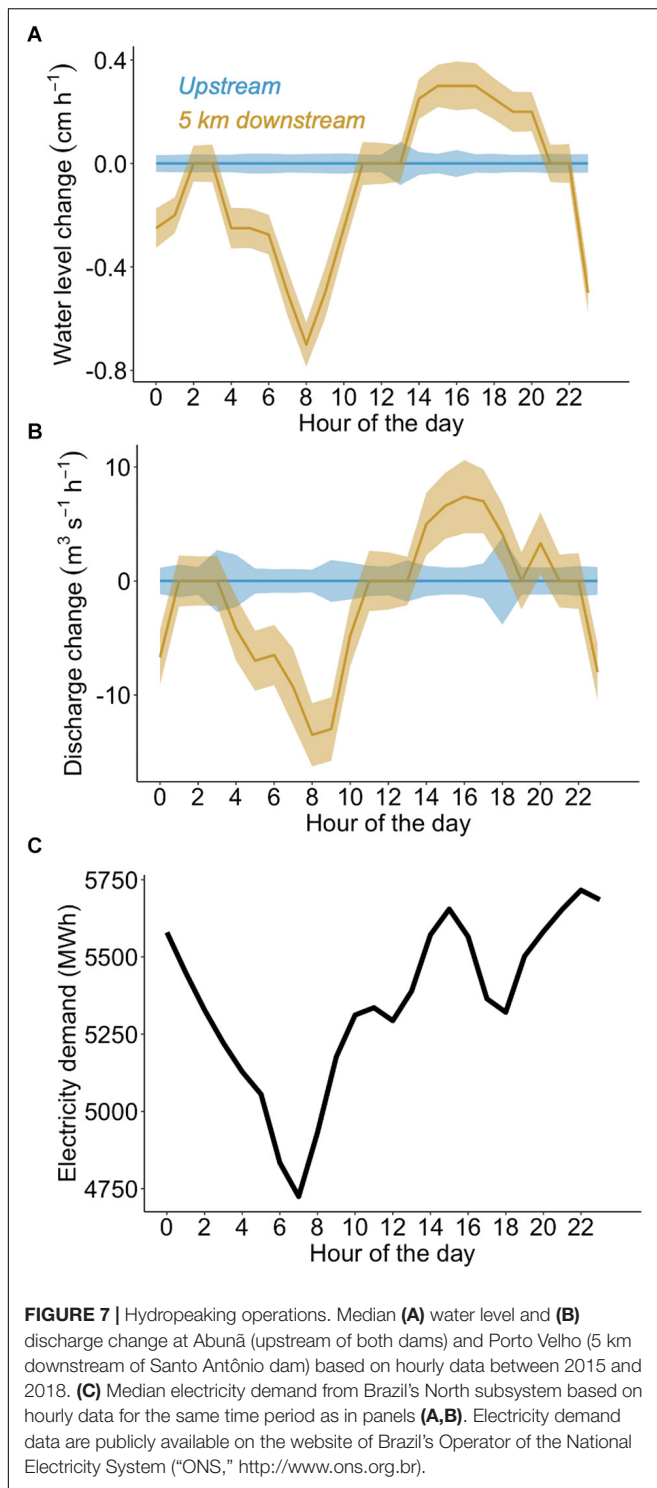 A
Water level change (cm h⁻¹)
0.4
0.0
-0.4
-0.8
Upstream
5 km downstream
0 2 4 6 8 10 12 14 16 18 20 22
Hour of the day
B
Discharge change (m³ s⁻¹ h⁻¹)
10
0
-10
0 2 4 6 8 10 12 14 16 18 20 22
Hour of the day
C
Electricity demand (MWh)
5750
5500
5250
5000
4750
0 2 4 6 8 10 12 14 16 18 20 22
Hour of the day
FIGURE 7 | Hydropeaking operations. Median (A) water level and (B)
discharge change at Abunã (upstream of both dams) and Porto Velho (5 km
downstream of Santo Antônio dam) based on hourly data between 2015 and
2018. (C) Median electricity demand from Brazil's North subsystem based on
hourly data for the same time period as in panels (A,B). Electricity demand
data are publicly available on the website of Brazil's Operator of the National
Electricity System ("ONS," http://www.ons.org.br).